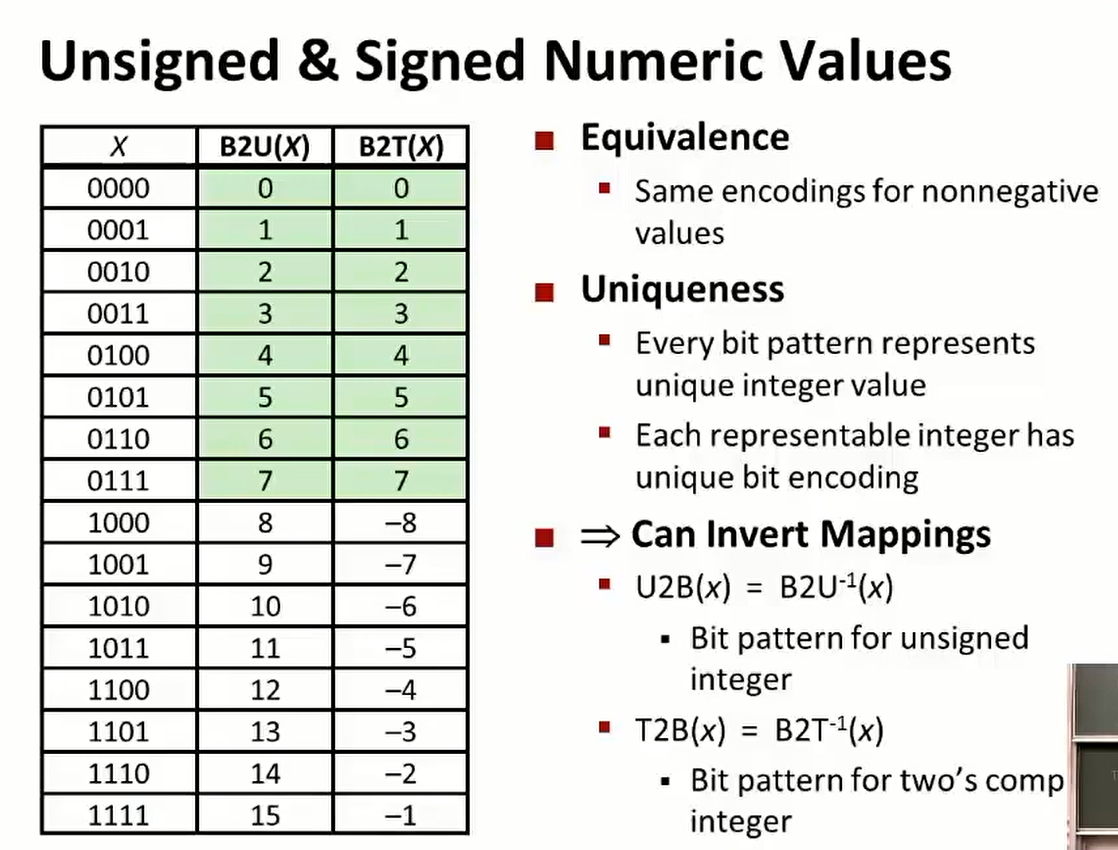 Unsigned & Signed Numeric Values
X B2U(X) B2T(X)
0000 0 0
0001 1 1
0010 2 2
0011 3 3
0100 4 4
0101 5 5
0110 6 6
0111 7 7
1000 8 –8
1001 9 –7
1010 10 –6
1011 11 –5
1100 12 –4
1101 13 –3
1110 14 –2
1111 15 –1
■ Equivalence
▪ Same encodings for nonnegative
values
■ Uniqueness
▪ Every bit pattern represents
unique integer value
▪ Each representable integer has
unique bit encoding
■ ⇒ Can Invert Mappings
▪ U2B(x) = B2U⁻¹(x)
▪ Bit pattern for unsigned
integer
▪ T2B(x) = B2T⁻¹(x)
▪ Bit pattern for two’s comp
integer